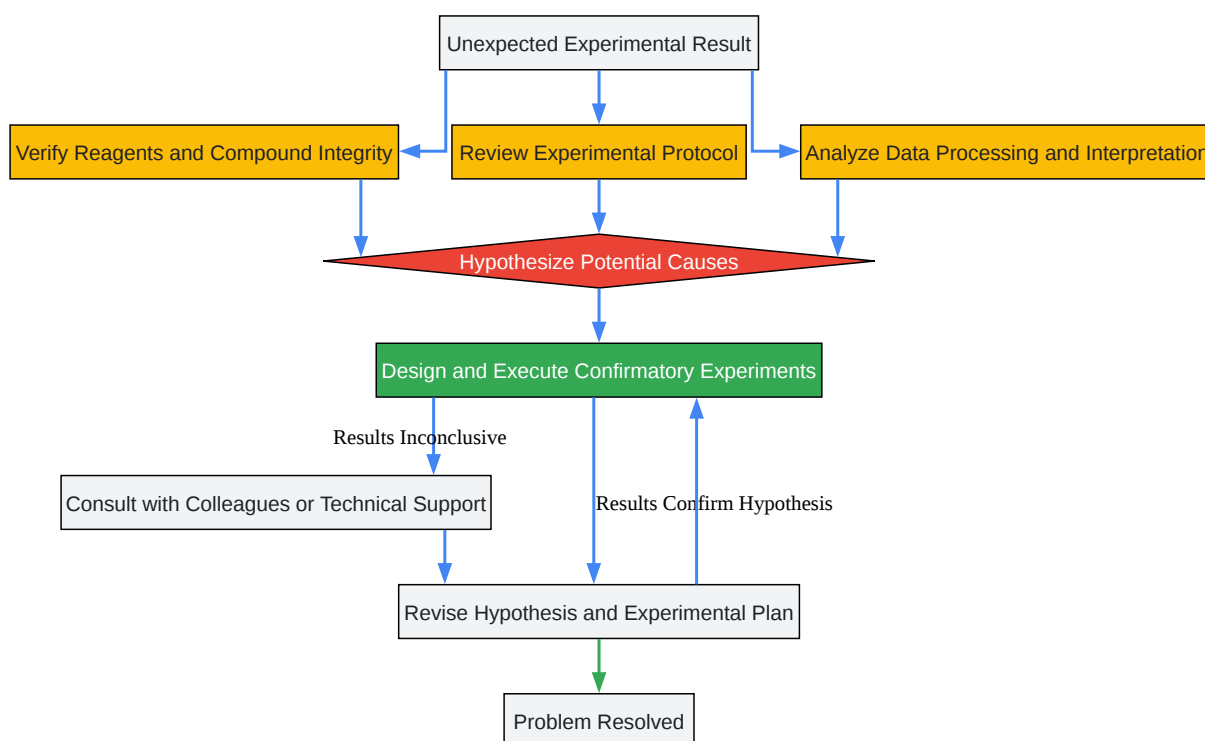 Unexpected Experimental Result
Verify Reagents and Compound Integrity
Review Experimental Protocol
Analyze Data Processing and Interpretation
Hypothesize Potential Causes
Design and Execute Confirmatory Experiments
Results Inconclusive
Consult with Colleagues or Technical Support
Results Confirm Hypothesis
Revise Hypothesis and Experimental Plan
Problem Resolved